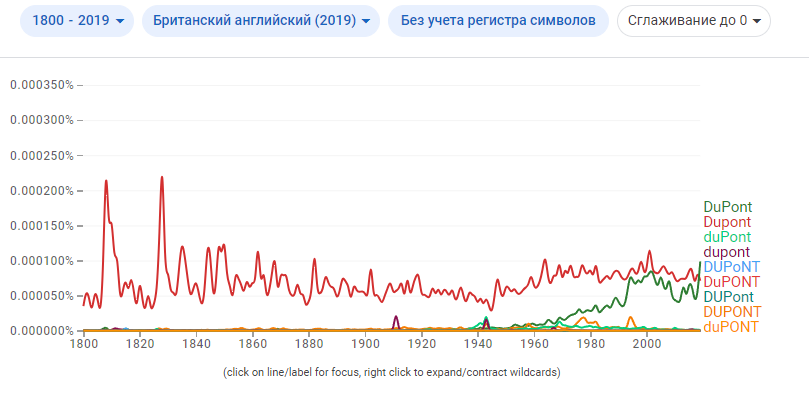 1800 - 2019 Британский английский (2019) Без учета регистра символов Сглаживание до 0
0.000350%
0.000300%
0.000250%
0.000200%
0.000150%
0.000100%
0.000050%
0.000000%
1800 1820 1840 1860 1880 1900 1920 1940 1960 1980 2000
DuPont
Dupont
duPont
dupont
DUPoNT
DuPONT
DUPont
DUPONT
duPONT
(click on line/label for focus, right click to expand/contract wildcards)